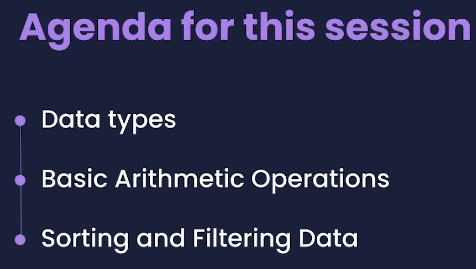 Agenda for this session
Data types
Basic Arithmetic Operations
Sorting and Filtering Data